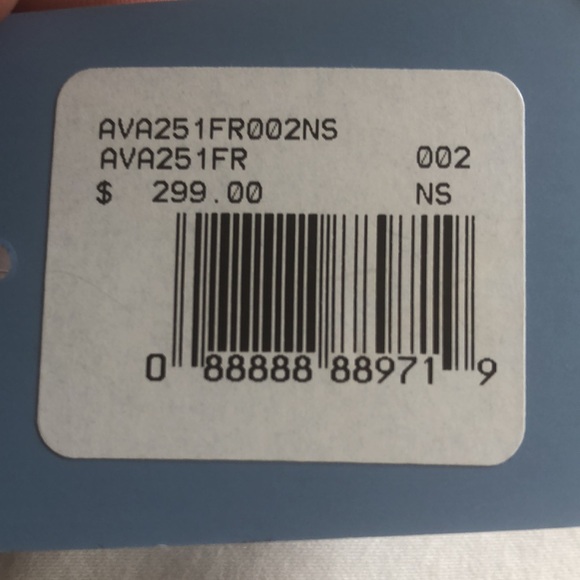 AVA251FR002NS
AVA251FR 002
$ 299.00 NS
0 88888 88971 9